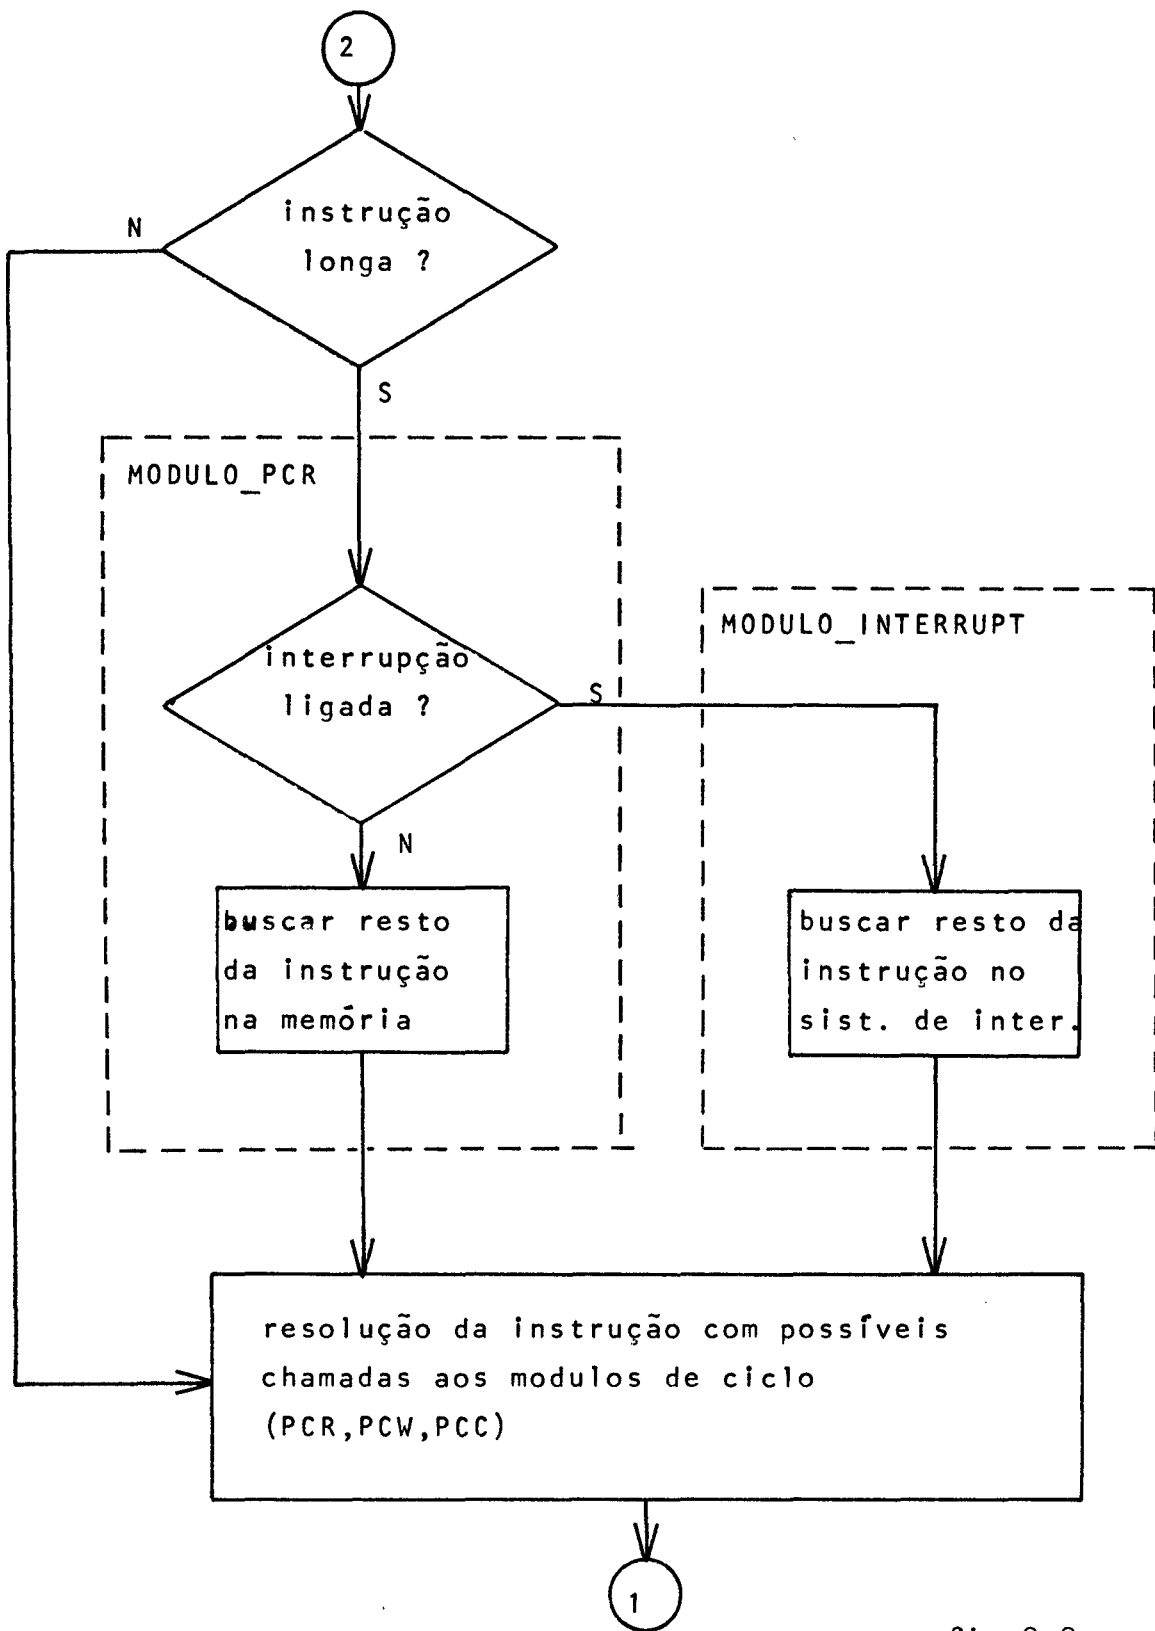 2
instrução
longa ?
N
S
MODULO_PCR
MODULO_INTERRUPT
interrupção
ligada ?
S
N
buscar resto
da instrução
na memória
buscar resto da
instrução no
sist. de inter.
resolução da instrução com possíveis
chamadas aos modulos de ciclo
(PCR,PCW,PCC)
1